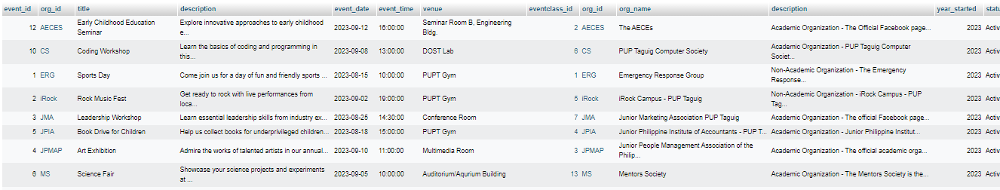 event_id org_id title description event_date event_time venue eventclass_id org_id org_name description year_started statu
12 AECES Early Childhood Education Seminar Explore innovative approaches to early childhood e... 2023-09-12 16:00:00 Seminar Room B, Engineering Bldg. 2 AECES The AECEs Academic Organization - The Official Facebook page... 2023 Activ
10 CS Coding Workshop Learn the basics of coding and programming in this... 2023-09-08 13:00:00 DOST Lab 6 CS PUP Taguig Computer Society Academic Organization - PUP Taguig Computer Societ... 2023 Activ
1 ERG Sports Day Come join us for a day of fun and friendly sports ... 2023-08-15 10:00:00 PUPT Gym 1 ERG Emergency Response Group Non-Academic Organization - The Emergency Response... 2023 Activ
2 iRock Rock Music Fest Get ready to rock with live performances from loca... 2023-09-02 19:00:00 PUPT Gym 5 iRock iRock Campus - PUP Taguig Non-Academic Organization - iRock Campus - PUP Tag... 2023 Activ
3 JMA Leadership Workshop Learn essential leadership skills from industry ex... 2023-08-25 14:30:00 Conference Room 7 JMA Junior Marketing Association PUP Taguig Academic Organization - The official Facebook page... 2023 Activ
5 JPIA Book Drive for Children Help us collect books for underprivileged children... 2023-08-18 15:00:00 PUPT Gym 4 JPIA Junior Philippine Institute of Accountants - PUP T... Academic Organization - Junior Philippine Institut... 2023 Activ
4 JPMAP Art Exhibition Admire the works of talented artists in our annual... 2023-09-10 11:00:00 Multimedia Room 3 JPMAP Junior People Management Association of the Philip... Academic Organization - The official academic orga... 2023 Activ
6 MS Science Fair Showcase your science projects and experiments at ... 2023-09-05 10:00:00 Auditorium/Aqurium Building 13 MS Mentors Society Academic Organization - The Mentors Society is the... 2023 Activ